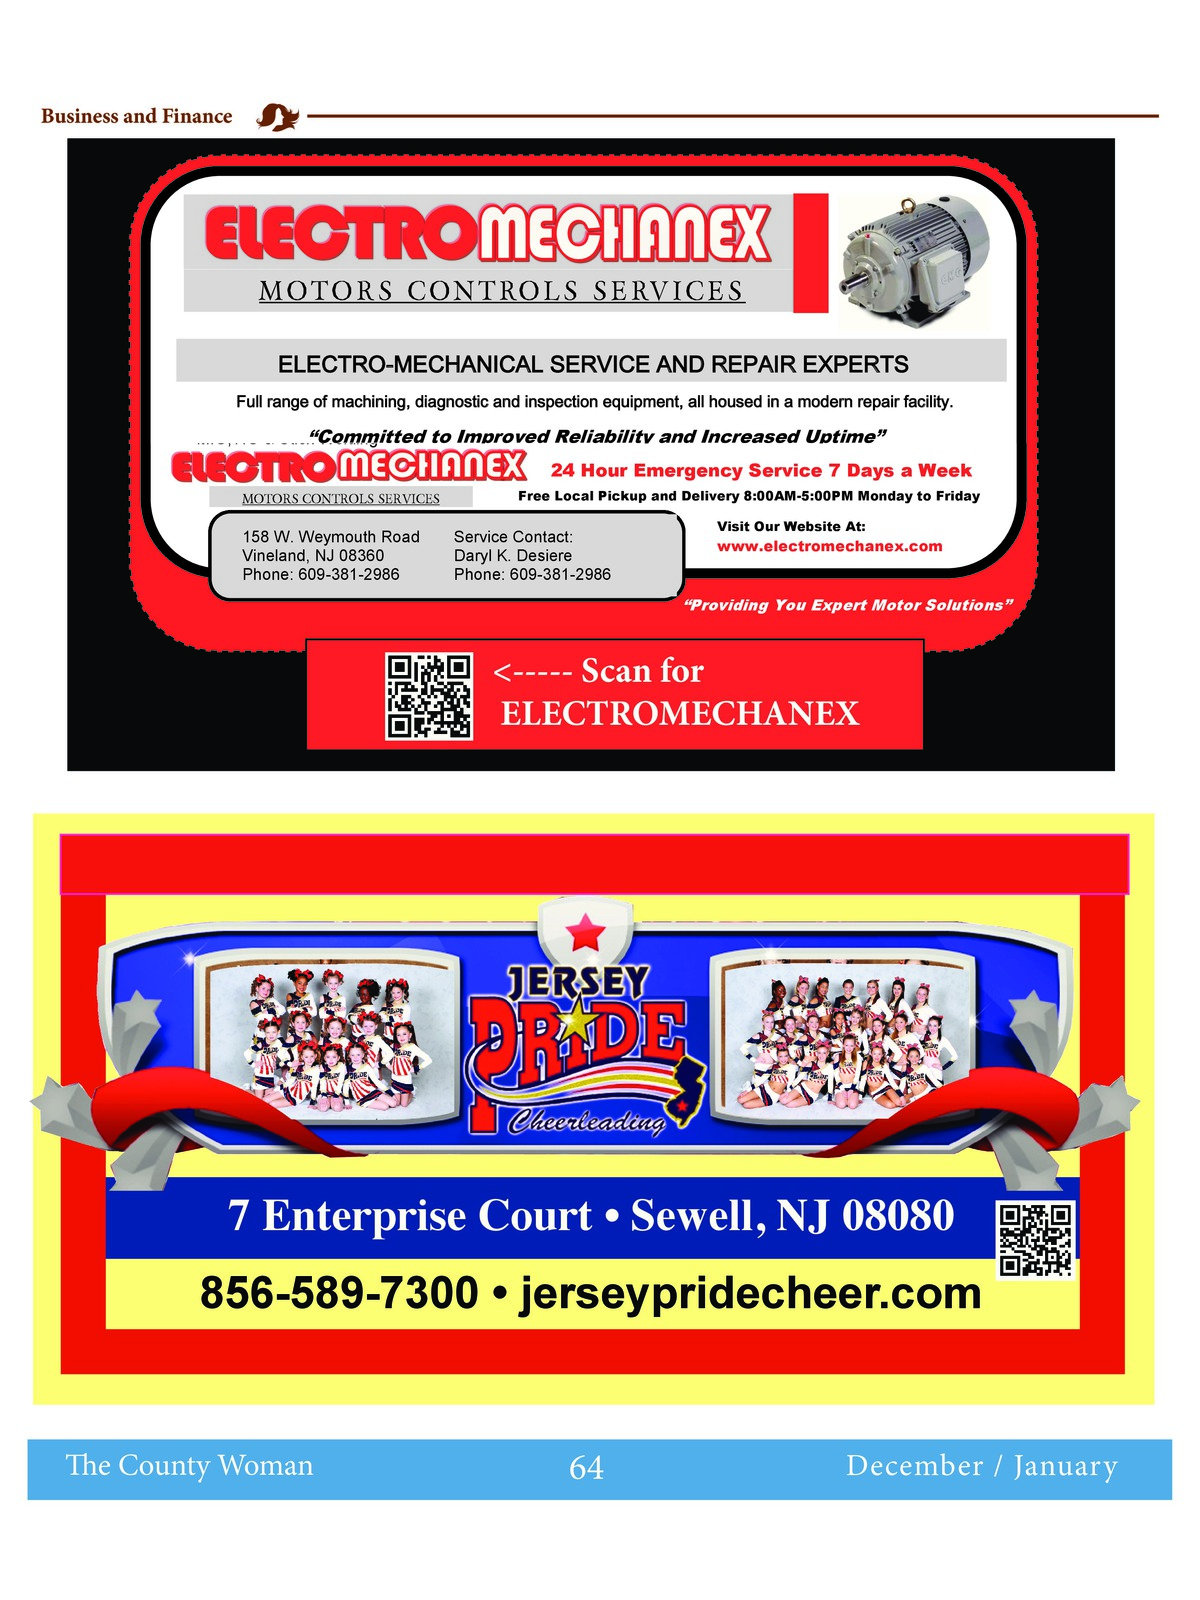 Business and Finance
ELECTROMECHANEX
MOTORS CONTROLS SERVICES
ELECTRO-MECHANICAL SERVICE AND REPAIR EXPERTS
Full range of machining, diagnostic and inspection equipment, all housed in a modern repair facility.
“Committed to Improved Reliability and Increased Uptime”
ELECTROMECHANEX
24 Hour Emergency Service 7 Days a Week
MOTORS CONTROLS SERVICES
Free Local Pickup and Delivery 8:00AM-5:00PM Monday to Friday
158 W. Weymouth Road
Vineland, NJ 08360
Phone: 609-381-2986
Service Contact:
Daryl K. Desiere
Phone: 609-381-2986
Visit Our Website At:
www.electromechanex.com
“Providing You Expert Motor Solutions”
<----- Scan for
ELECTROMECHANEX
JERSEY
PRIDE
Cheerleading
7 Enterprise Court • Sewell, NJ 08080
856-589-7300 • jerseypridecheer.com
The County Woman
64
December / January